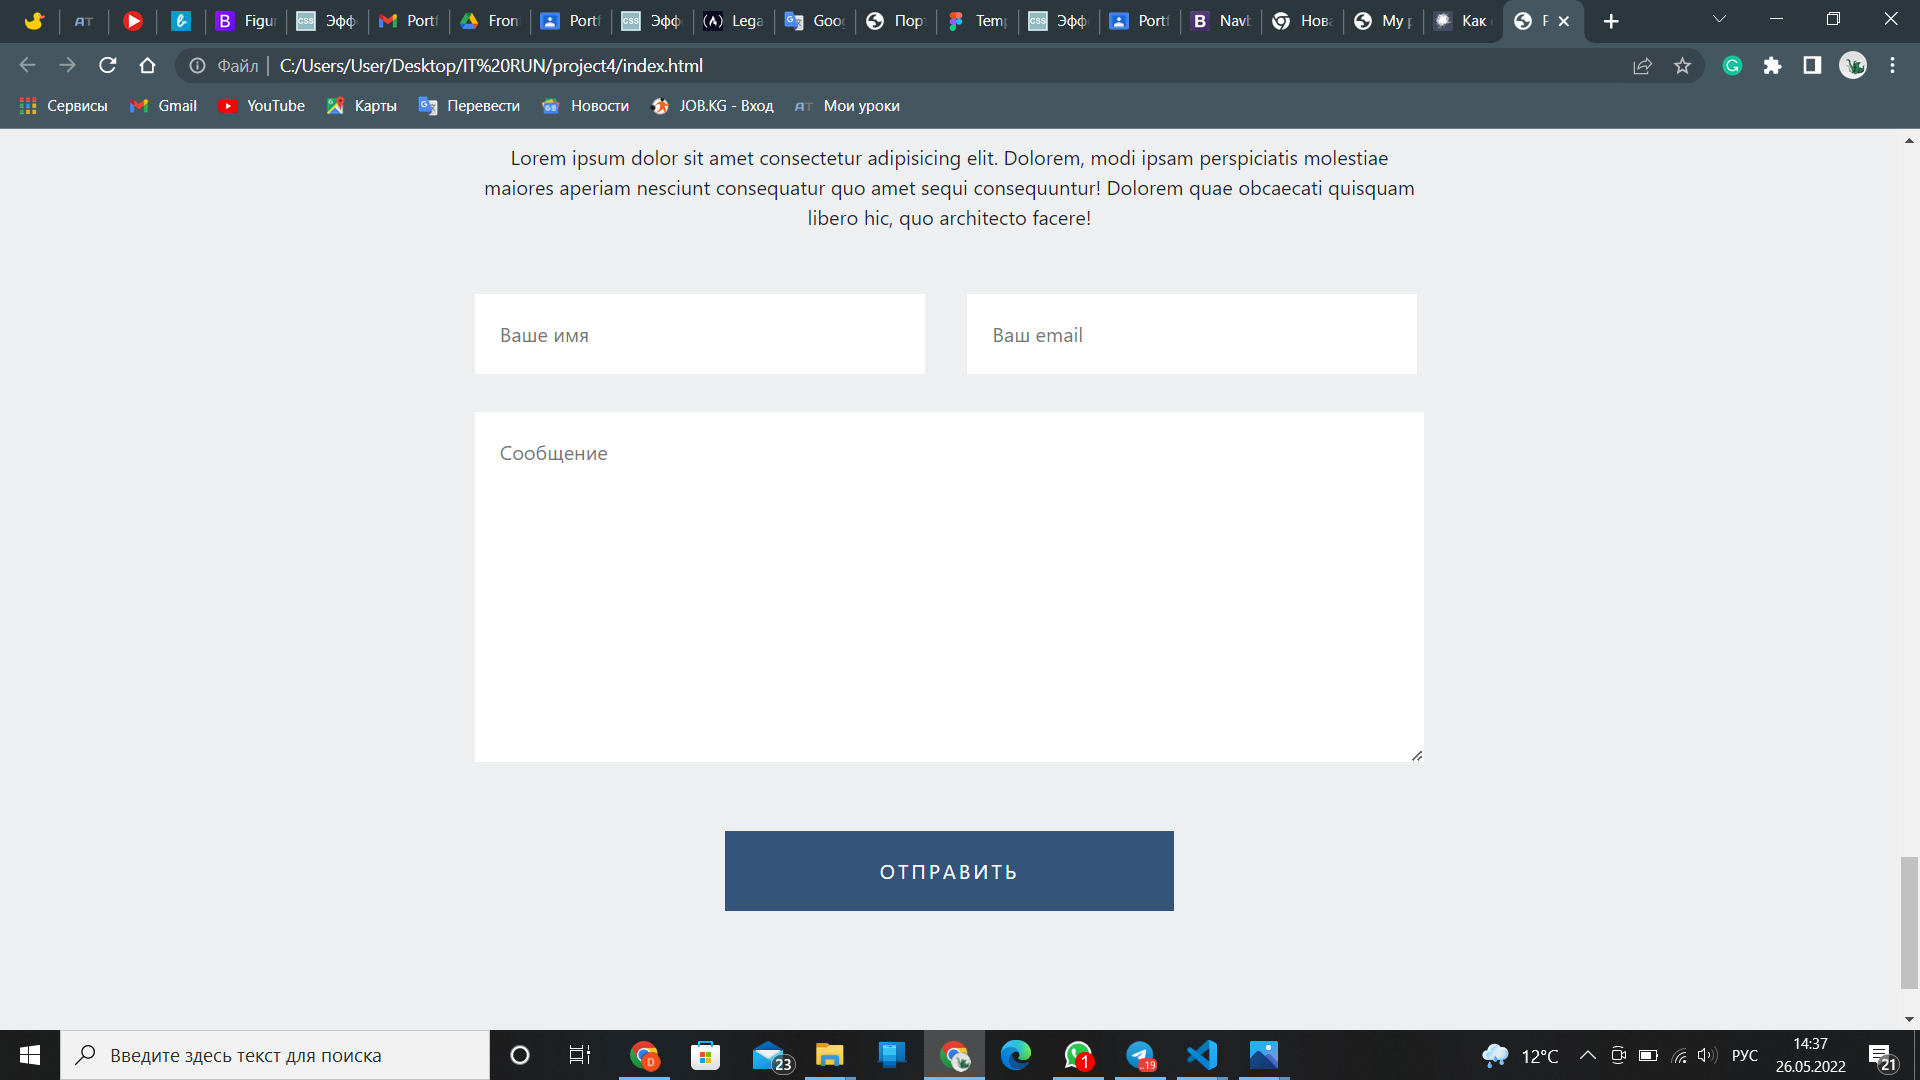 Figu
Эфф
Portf
Fron
Portf
Эфф
Lega
Goo
Пор
Temp
Эфф
Portf
Navb
Нова
My p
Как
Файл | C:/Users/User/Desktop/IT%20RUN/project4/index.html
Сервисы Gmail YouTube Карты Перевести Новости JOB.KG - Вход Мои уроки
Lorem ipsum dolor sit amet consectetur adipisicing elit. Dolorem, modi ipsam perspiciatis molestiae
maiores aperiam nesciunt consequatur quo amet sequi consequuntur! Dolorem quae obcaecati quisquam
libero hic, quo architecto facere!
Ваше имя
Ваш email
Сообщение
ОТПРАВИТЬ
Введите здесь текст для поиска
23
1
..19
12°C
РУС
14:37
26.05.2022
21